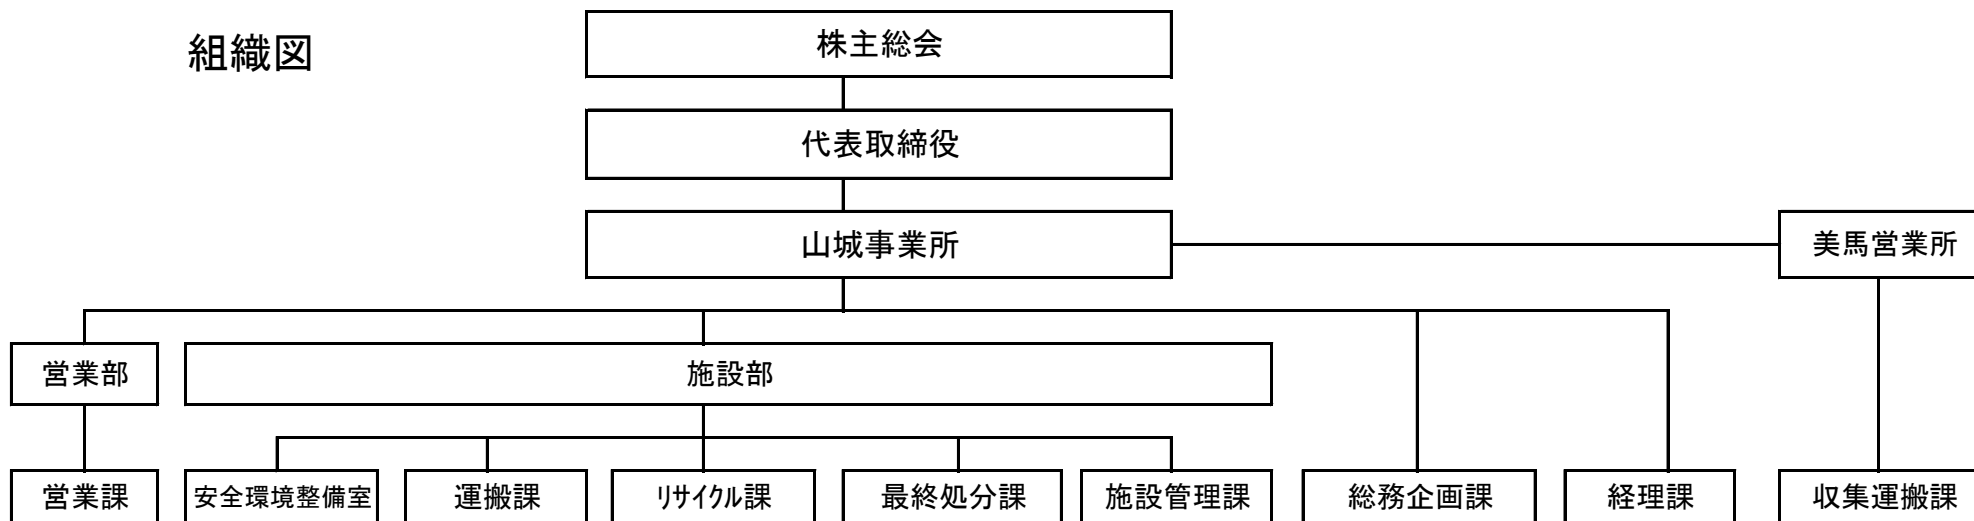 組織図
株主総会
代表取締役
山城事業所
美馬営業所
営業部
施設部
営業課
安全環境整備室
運搬課
ﾘｻｲｸﾙ課
最終処分課
施設管理課
総務企画課
経理課
収集運搬課